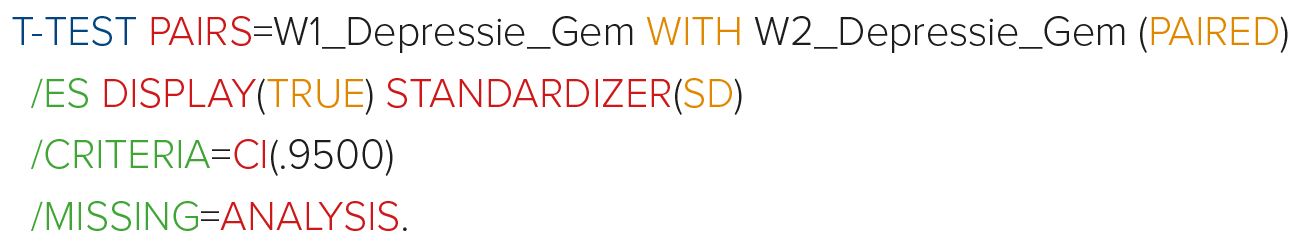 T-TEST PAIRS=W1_Depressie_Gem WITH W2_Depressie_Gem (PAIRED)
/ES DISPLAY(TRUE) STANDARDIZER(SD)
/CRITERIA=CI(.9500)
/MISSING=ANALYSIS.